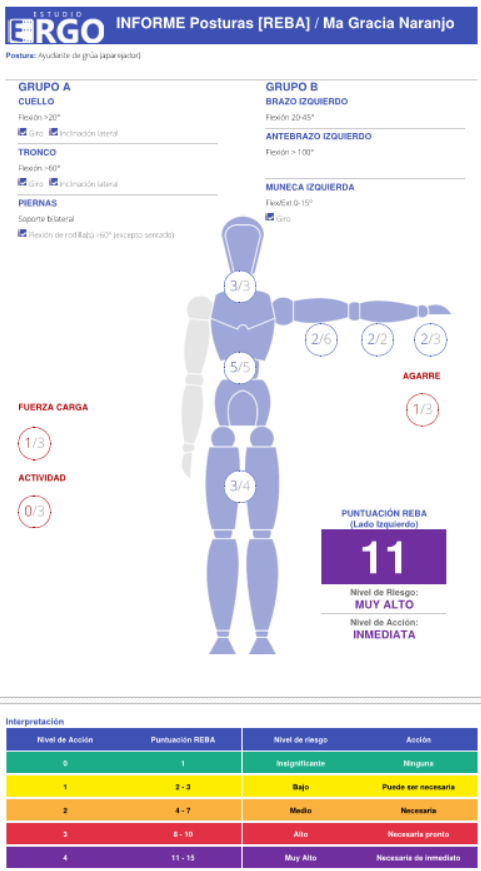 ESTUDIO
ERGO
INFORME Posturas [REBA] / Ma Gracia Naranjo
Postura: Ayudante de grúa (aparejador)
GRUPO A
CUELLO
Flexión >20°
Giro Inclinación lateral
TRONCO
Flexión >60°
Giro Inclinación lateral
PIERNAS
Soporte bilateral
Flexión de rodilla(s) >60° (excepto sentado)
GRUPO B
BRAZO IZQUIERDO
Flexión 20-45°
ANTEBRAZO IZQUIERDO
Flexión > 100°
MUNECA IZQUIERDA
Flex/Ext 0-15°
Giro
3/3
2/6 2/2 2/3
5/5
AGARRE
1/3
FUERZA CARGA
1/3
ACTIVIDAD
0/3
3/4
PUNTUACIÓN REBA
(Lado Izquierdo)
11
Nivel de Riesgo:
MUY ALTO
Nivel de Acción:
INMEDIATA
Interpretación
Nivel de Acción Puntuación REBA Nivel de riesgo Acción
0 1 Insignificante Ninguna
1 2 - 3 Bajo Puede ser necesaria
2 4 - 7 Medio Necesaria
3 8 - 10 Alto Necesaria pronto
4 11 - 15 Muy Alto Necesaria de inmediato